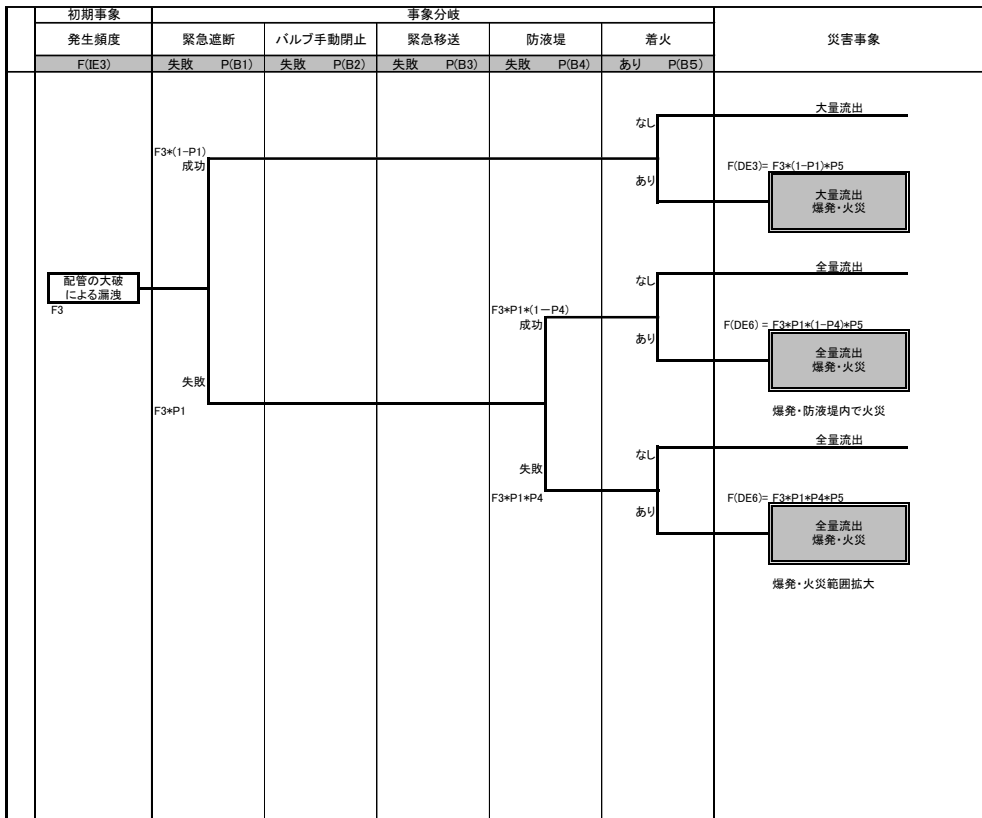 初期事象 事象分岐
発生頻度 緊急遮断 バルブ手動閉止 緊急移送 防液堤 着火 災害事象
F(IE3) 失敗 P(B1) 失敗 P(B2) 失敗 P(B3) 失敗 P(B4) あり P(B5)
大量流出
なし
F3*(1-P1)
成功
F(DE3)= F3*(1-P1)*P5
あり
大量流出
爆発・火災
全量流出
なし
配管の大破
による漏洩
F3
F3*P1*(1-P4)
成功
F(DE6) = F3*P1*(1-P4)*P5
あり
全量流出
爆発・火災
失敗
F3*P1
爆発・防液堤内で火災
全量流出
なし
失敗
F3*P1*P4
F(DE6)= F3*P1*P4*P5
あり
全量流出
爆発・火災
爆発・火災範囲拡大